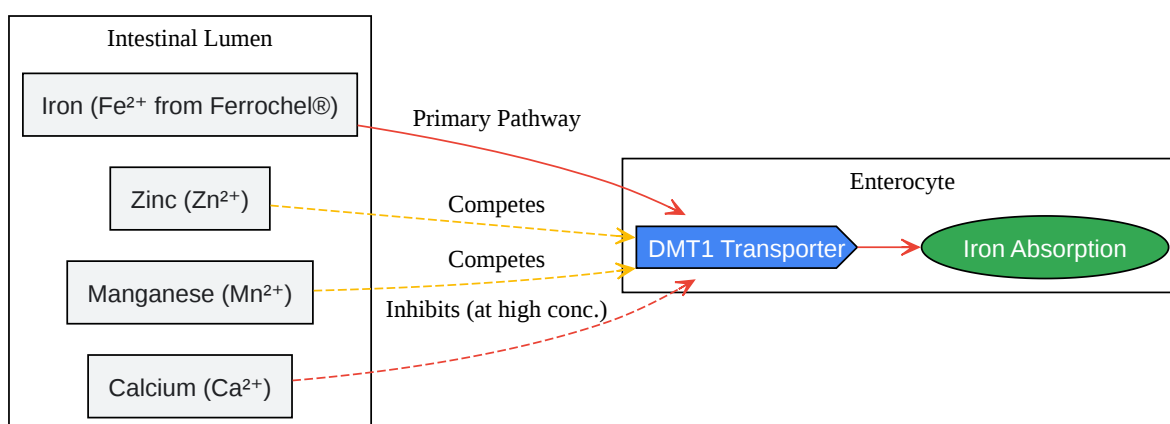 Intestinal Lumen
Iron (Fe²⁺ from Ferrochel®)
Primary Pathway
Enterocyte
Zinc (Zn²⁺)
Competes
DMT1 Transporter
Iron Absorption
Competes
Manganese (Mn²⁺)
Inhibits (at high conc.)
Calcium (Ca²⁺)